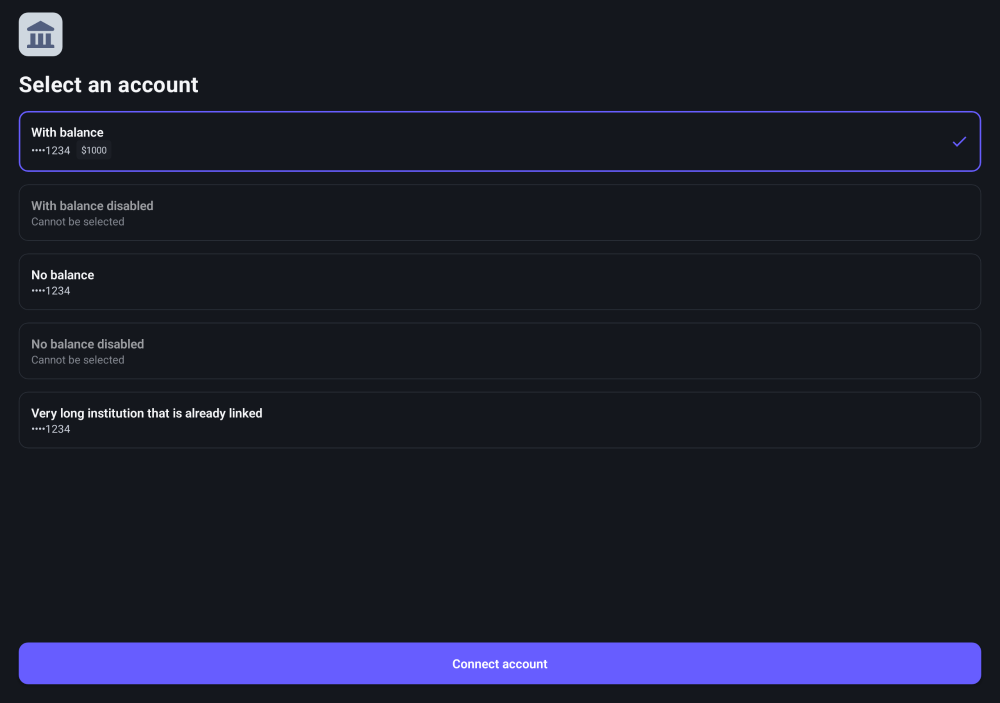 Select an account
With balance
••••1234 $1000
With balance disabled
Cannot be selected
No balance
••••1234
No balance disabled
Cannot be selected
Very long institution that is already linked
••••1234
Connect account